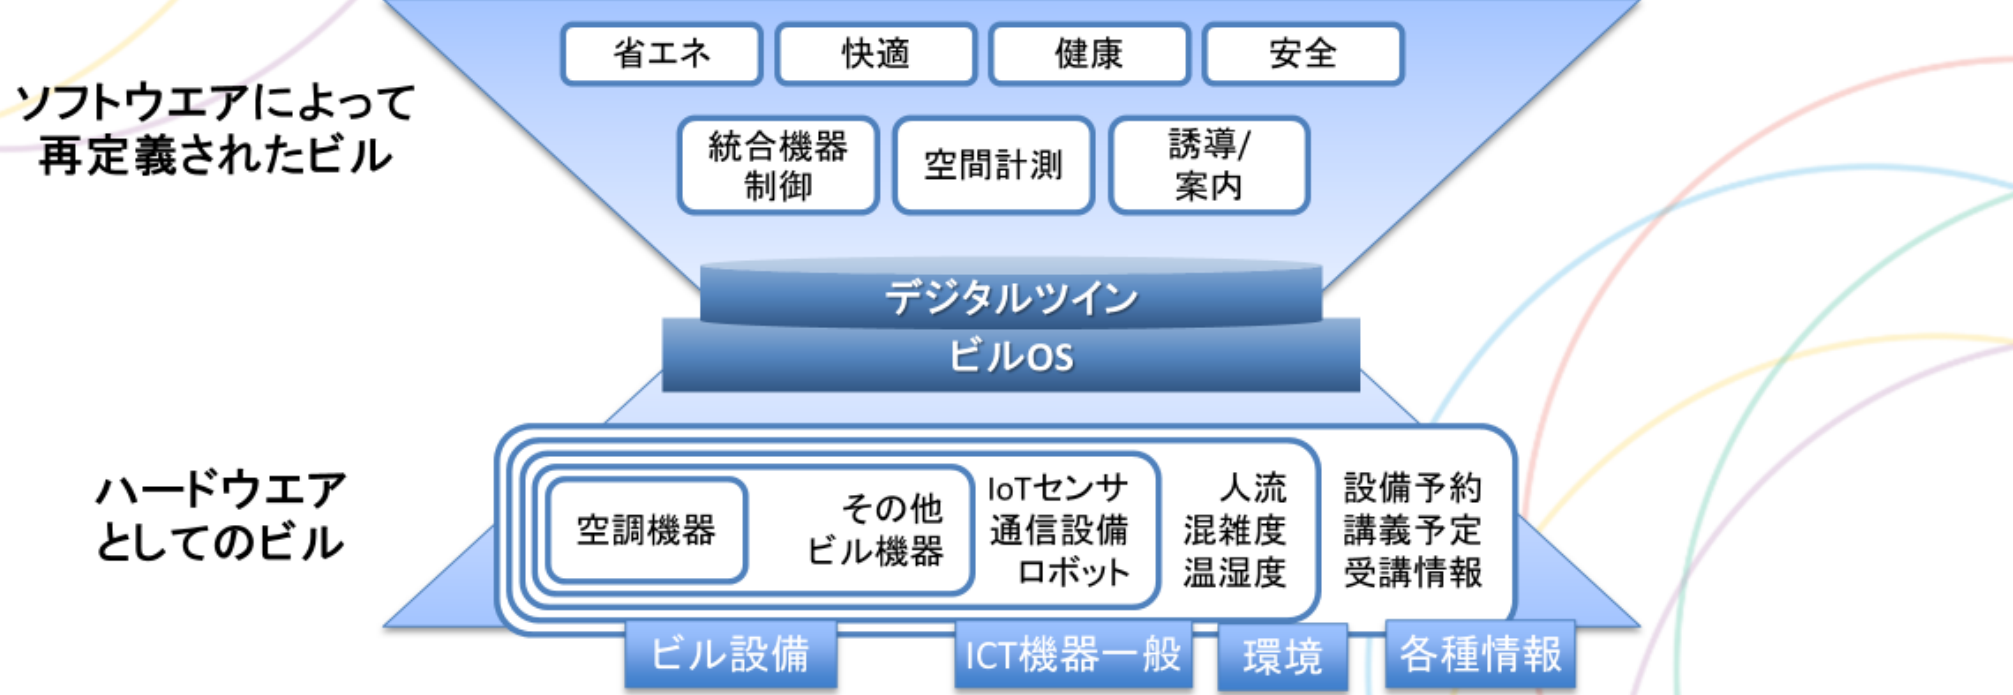 ソフトウエアによって
再定義されたビル
省エネ
快適
健康
安全
統合機器
制御
空間計測
誘導/
案内
デジタルツイン
ビルOS
ハードウエア
としてのビル
空調機器
その他
ビル機器
IoTセンサ
通信設備
ロボット
人流
混雑度
温湿度
設備予約
講義予定
受講情報
ビル設備
ICT機器一般
環境
各種情報